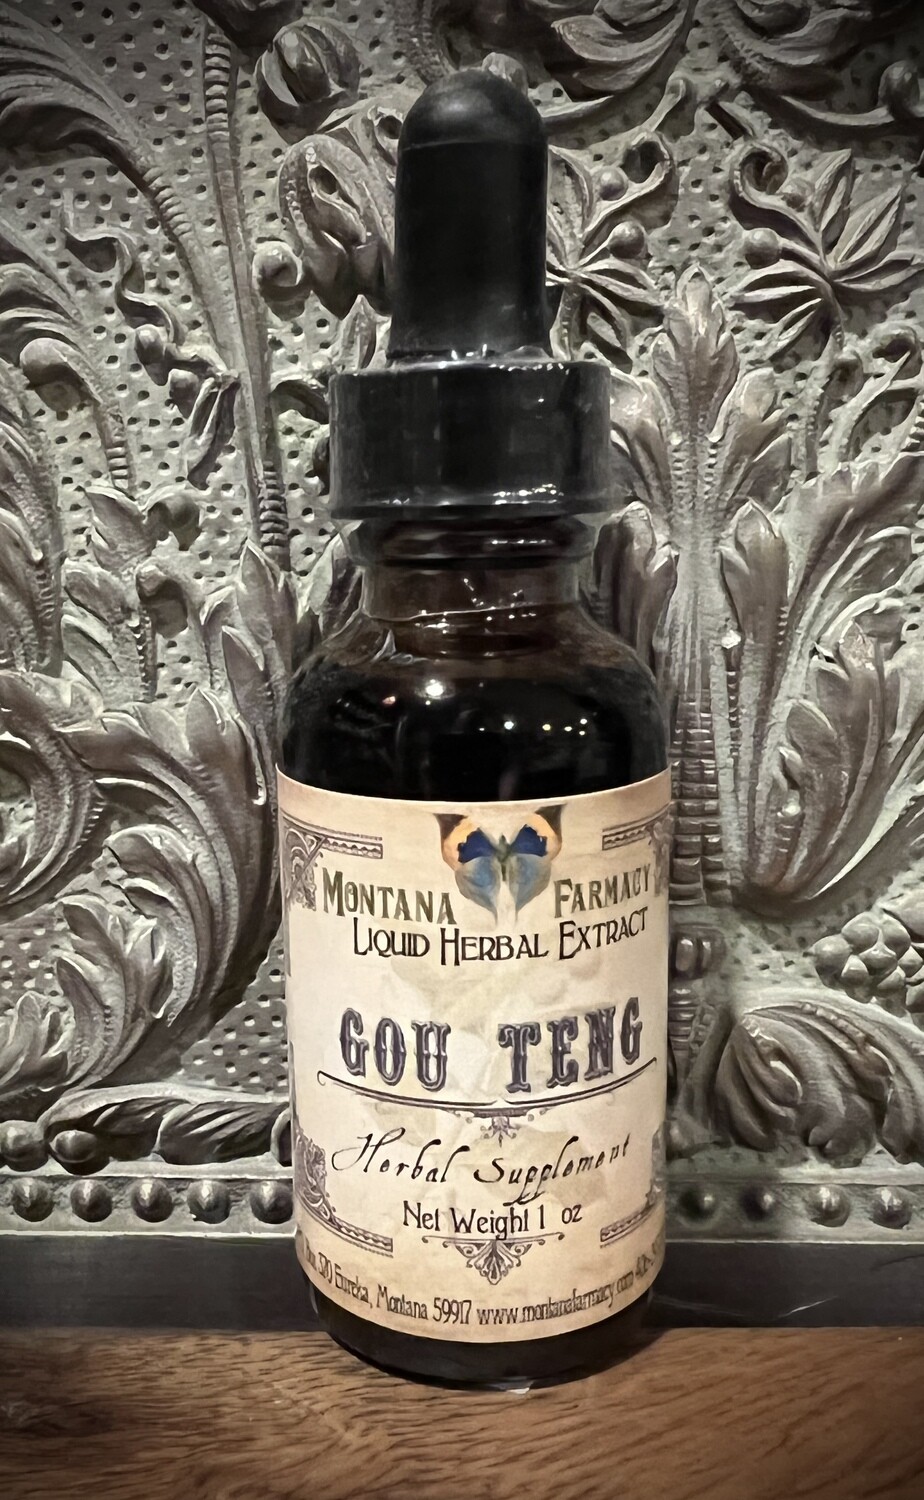 MONTANA FARMACY
LIQUID HERBAL EXTRACT
GOU TENG
Herbal Supplement
Net Weight 1 oz
520 Eureka, Montana 59917 www.montanafarmacy.com